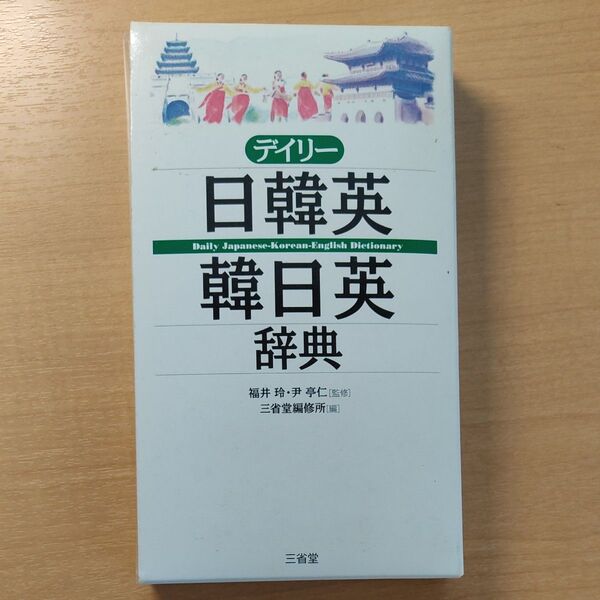 デイリー
日韓英
Daily Japanese-Korean-English Dictionary
韓日英
辞典
福井 玲・尹 亭仁[監修]
三省堂編修所[編]
三省堂